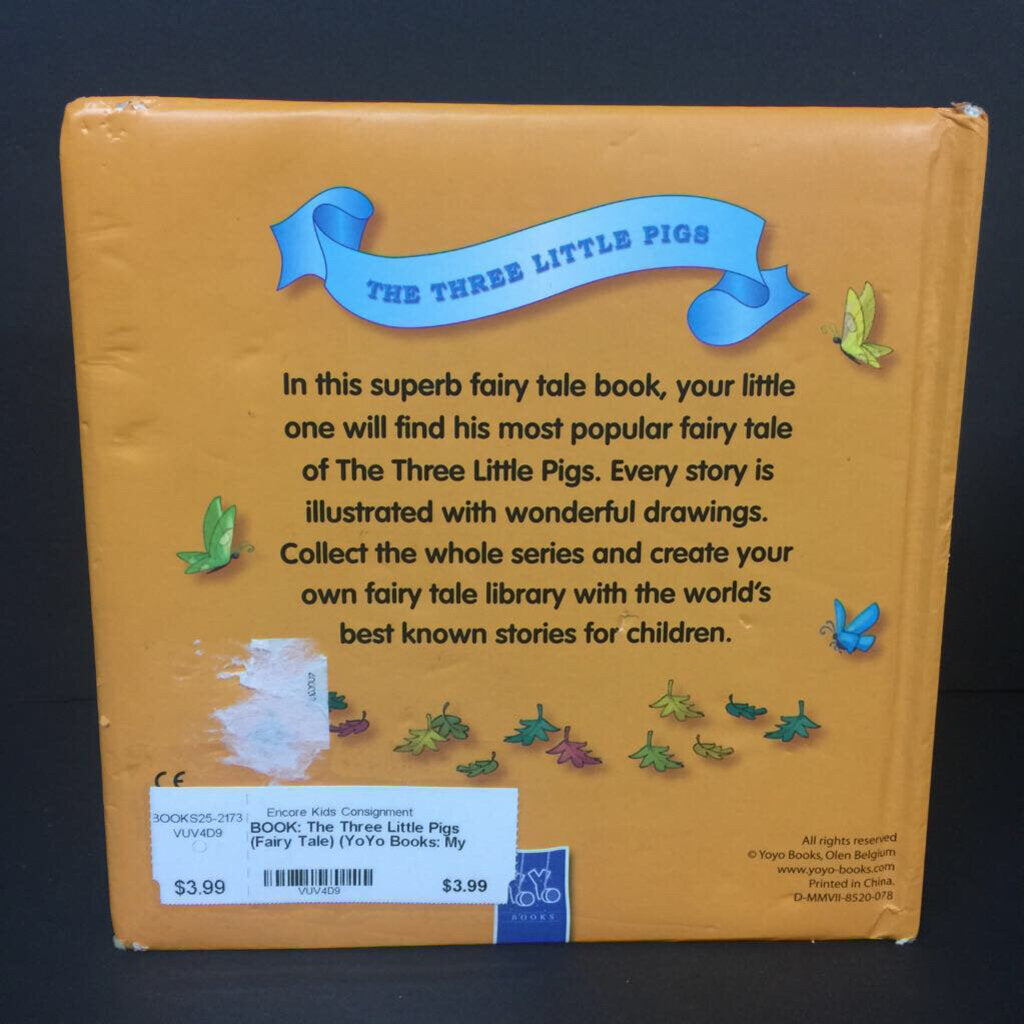 THE THREE LITTLE PIGS
In this superb fairy tale book, your little
one will find his most popular fairy tale
of The Three Little Pigs. Every story is
illustrated with wonderful drawings.
Collect the whole series and create your
own fairy tale library with the world's
best known stories for children.
CE
BOOKS25-2173
VUV4D9
$3.99
Encore Kids Consignment
BOOK: The Three Little Pigs
(Fairy Tale) (YoYo Books: My
VUV4D9
$3.99
YOYO
BOOKS
All rights reserved
© Yoyo Books, Olen Belgium
www.yoyo-books.com
Printed in China.
D-MMVII-8520-078